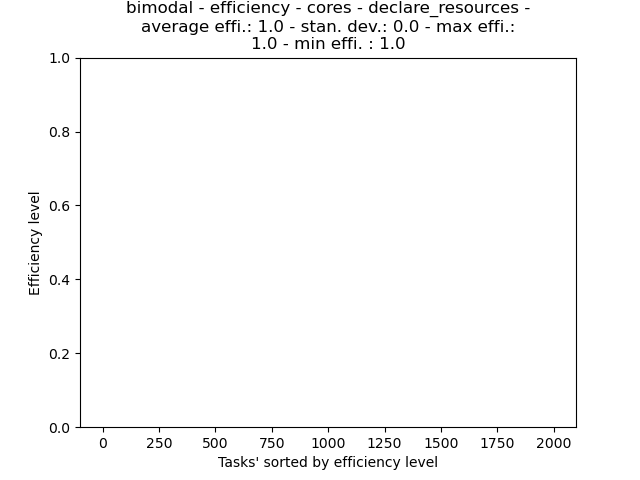 bimodal - efficiency - cores - declare_resources -
average effi.: 1.0 - stan. dev.: 0.0 - max effi.:
1.0 - min effi. : 1.0
1.0
0.8
0.6
0.4
0.2
0.0
Efficiency level
0 250 500 750 1000 1250 1500 1750 2000
Tasks' sorted by efficiency level